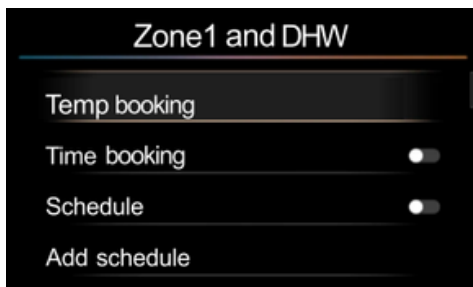 Zone1 and DHW
Temp booking
Time booking
Schedule
Add schedule